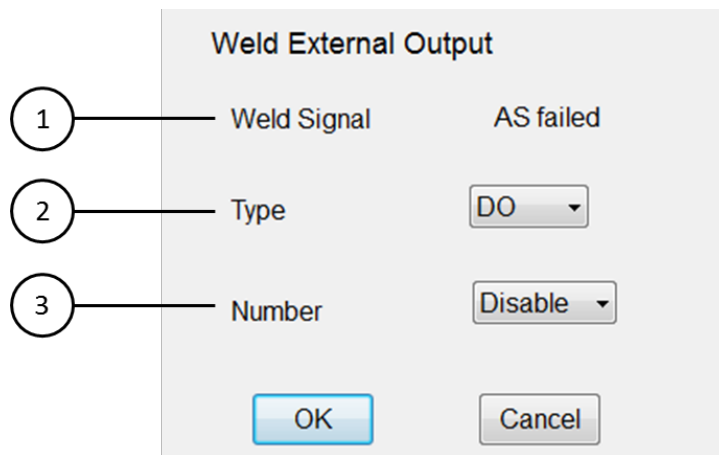 Weld External Output
1 Weld Signal AS failed
2 Type DO
3 Number Disable
OK Cancel